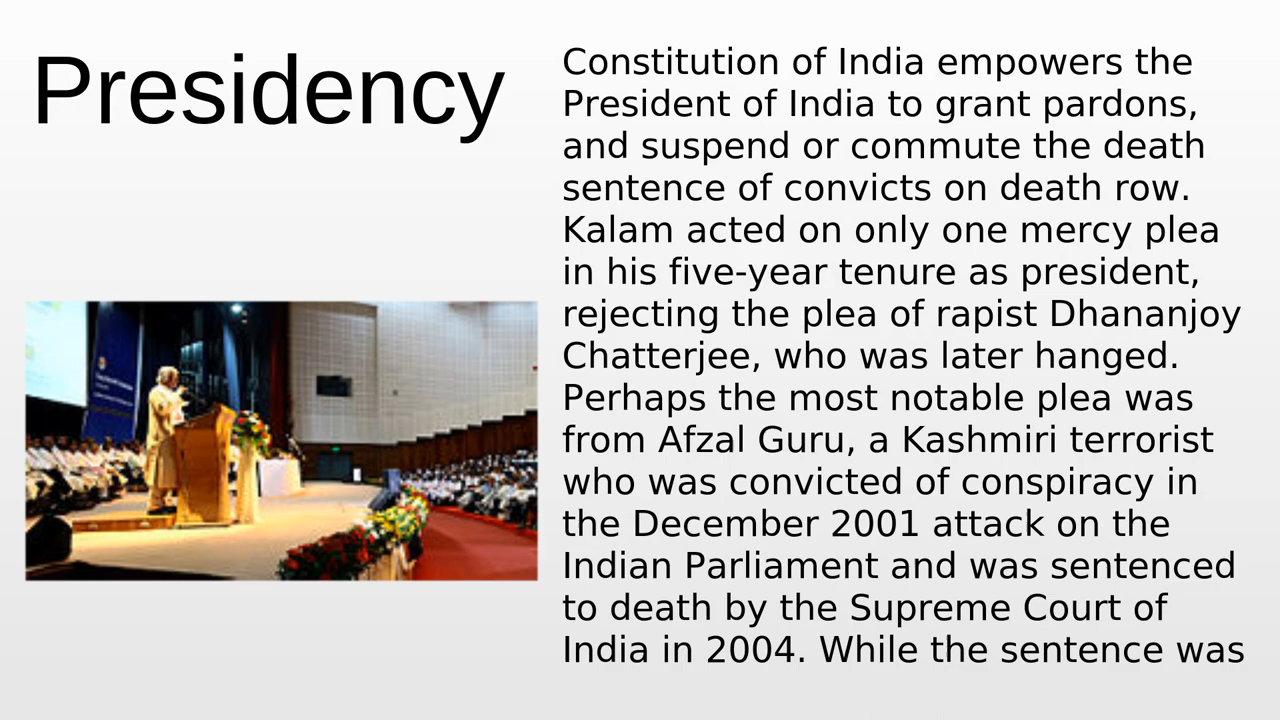 Presidency
Constitution of India empowers the
President of India to grant pardons,
and suspend or commute the death
sentence of convicts on death row.
Kalam acted on only one mercy plea
in his five-year tenure as president,
rejecting the plea of rapist Dhananjoy
Chatterjee, who was later hanged.
Perhaps the most notable plea was
from Afzal Guru, a Kashmiri terrorist
who was convicted of conspiracy in
the December 2001 attack on the
Indian Parliament and was sentenced
to death by the Supreme Court of
India in 2004. While the sentence was